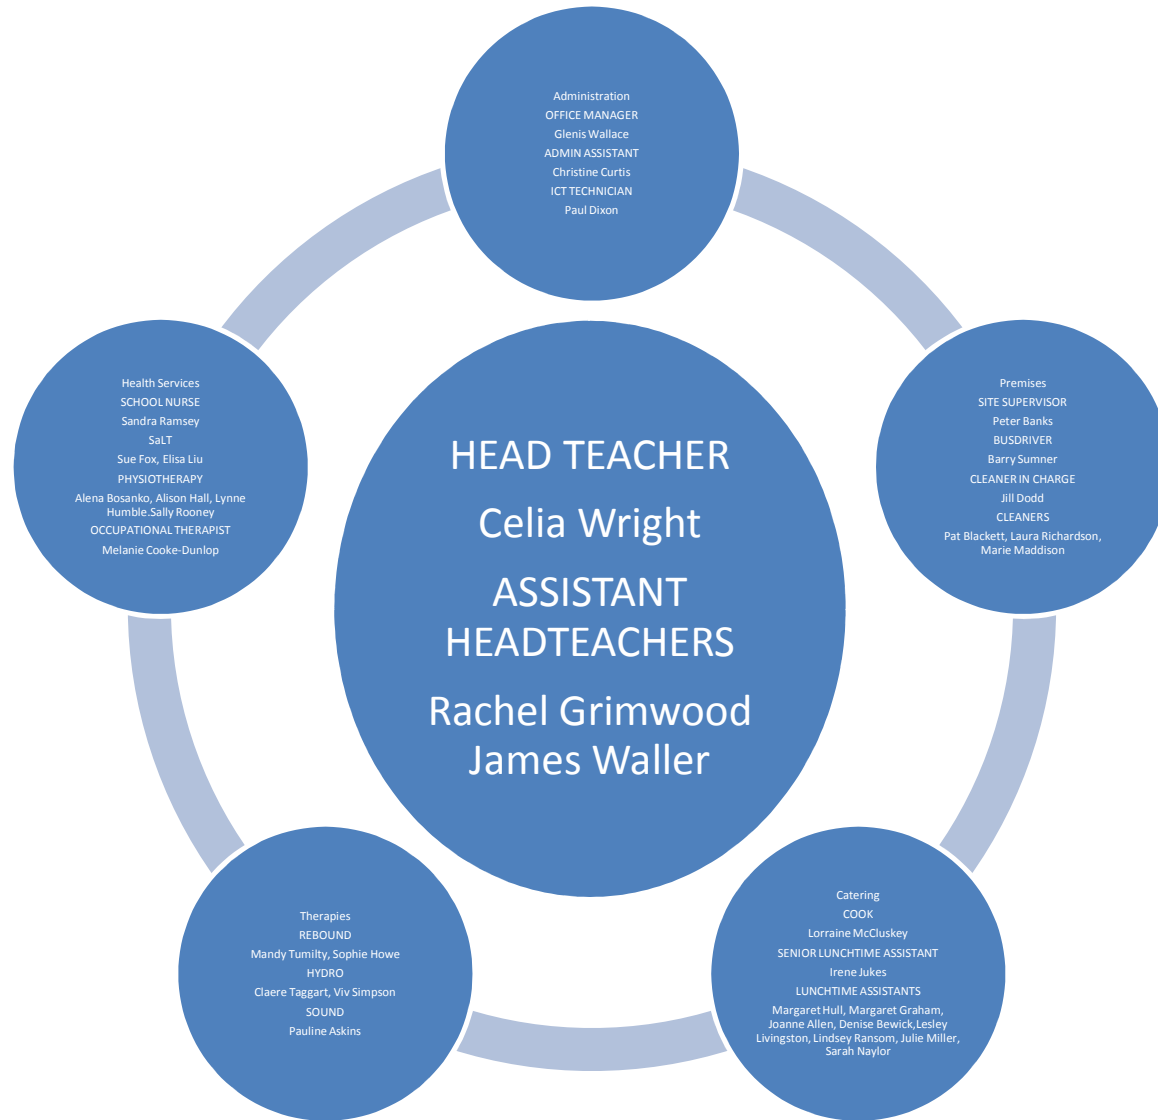 Administration
OFFICE MANAGER
Glenis Wallace
ADMIN ASSISTANT
Christine Curtis
ICT TECHNICIAN
Paul Dixon
Health Services
SCHOOL NURSE
Sandra Ramsey
SaLT
Sue Fox, Elisa Liu
PHYSIOTHERAPY
Alena Bosanko, Alison Hall, Lynne
Humble.Sally Rooney
OCCUPATIONAL THERAPIST
Melanie Cooke-Dunlop
Premises
SITE SUPERVISOR
Peter Banks
BUSDRIVER
Barry Sumner
CLEANER IN CHARGE
Jill Dodd
CLEANERS
Pat Blackett, Laura Richardson,
Marie Maddison
HEAD TEACHER
Celia Wright
ASSISTANT
HEADTEACHERS
Rachel Grimwood
James Waller
Therapies
REBOUND
Mandy Tumilty, Sophie Howe
HYDRO
Claere Taggart, Viv Simpson
SOUND
Pauline Askins
Catering
COOK
Lorraine McCluskey
SENIOR LUNCHTIME ASSISTANT
Irene Jukes
LUNCHTIME ASSISTANTS
Margaret Hull, Margaret Graham,
Joanne Allen, Denise Bewick,Lesley
Livingston, Lindsey Ransom, Julie Miller,
Sarah Naylor